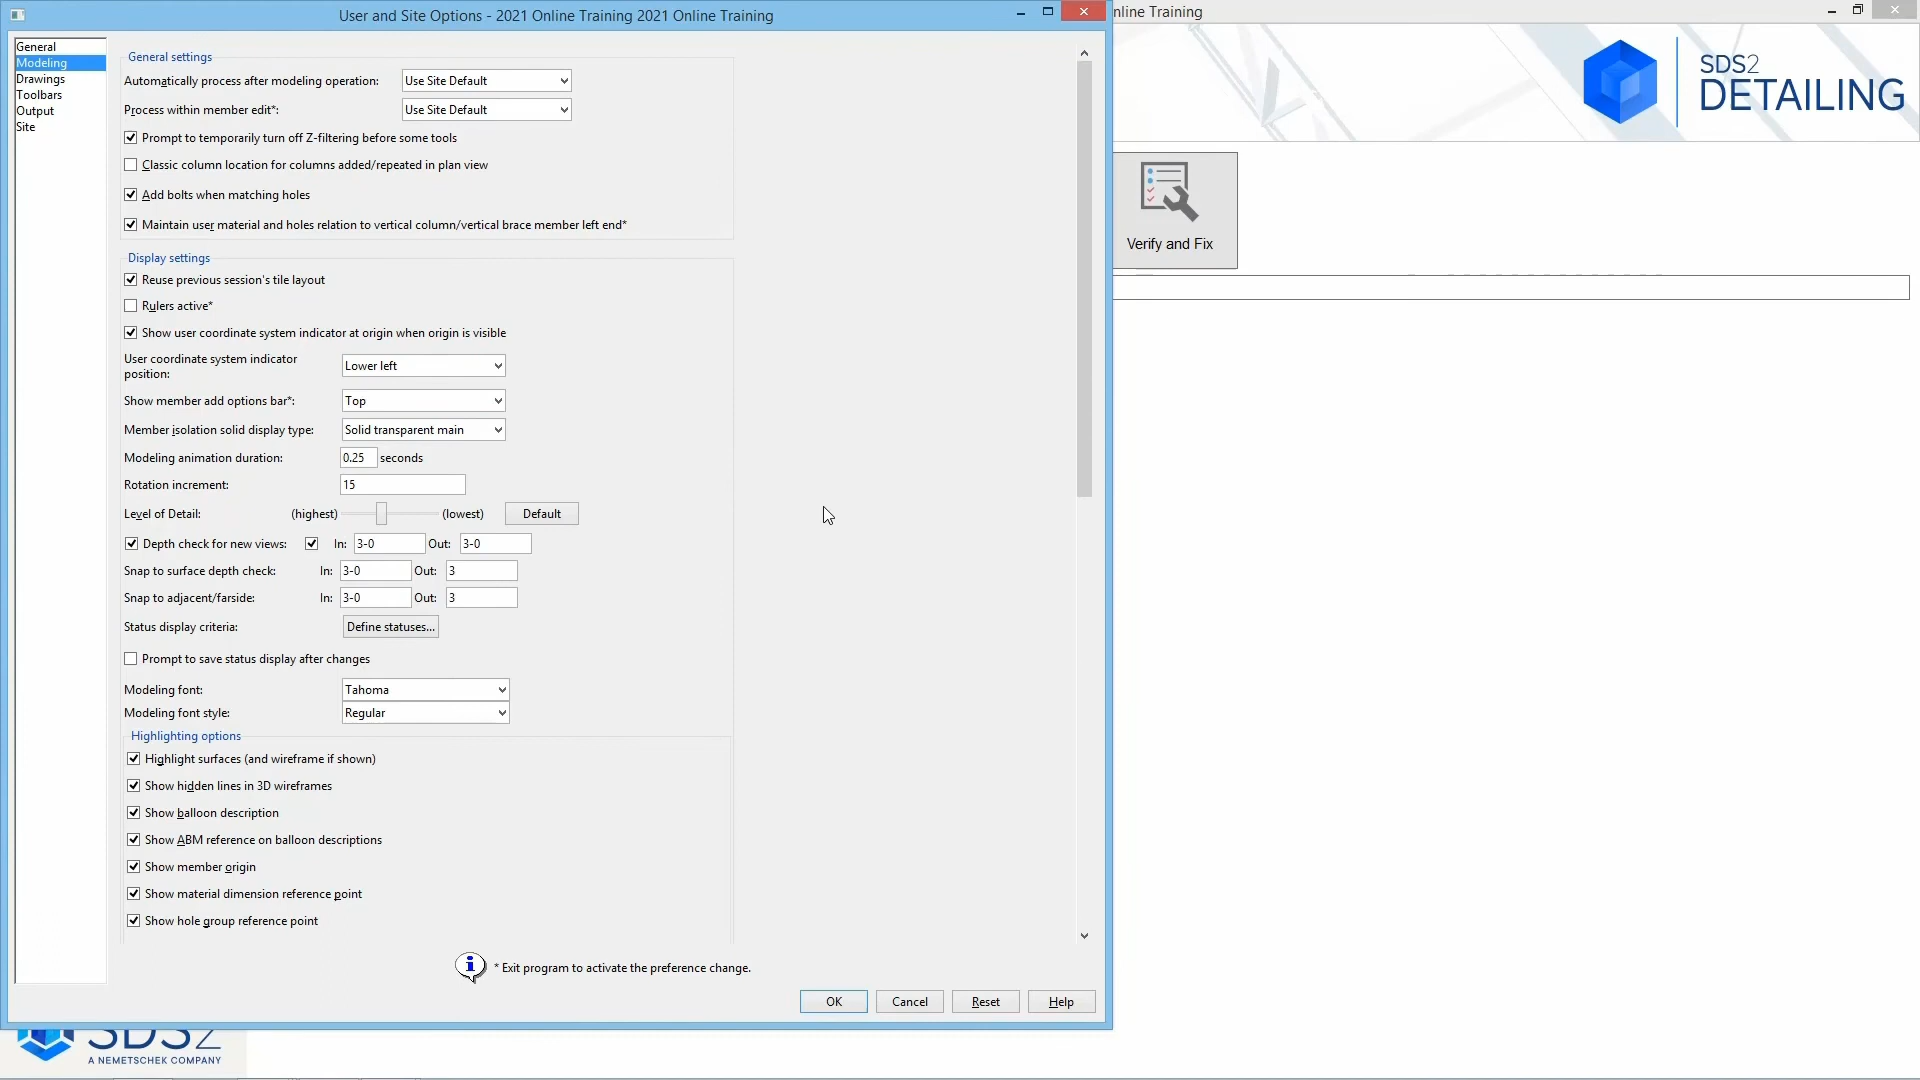 User and Site Options - 2021 Online Training 2021 Online Training
nline Training
General
Modeling
Drawings
Toolbars
Output
Site
General settings
Automatically process after modeling operation: Use Site Default
Process within member edit*: Use Site Default
Prompt to temporarily turn off Z-filtering before some tools
Classic column location for columns added/repeated in plan view
Add bolts when matching holes
Maintain user material and holes relation to vertical column/vertical brace member left end*
Display settings
Reuse previous session's tile layout
Rulers active*
Show user coordinate system indicator at origin when origin is visible
User coordinate system indicator
position: Lower left
Show member add options bar*: Top
Member isolation solid display type: Solid transparent main
Modeling animation duration: 0.25 seconds
Rotation increment: 15
Level of Detail: (highest) (lowest) Default
Depth check for new views: In: 3-0 Out: 3-0
Snap to surface depth check: In: 3-0 Out: 3
Snap to adjacent/farside: In: 3-0 Out: 3
Status display criteria: Define statuses...
Prompt to save status display after changes
Modeling font: Tahoma
Modeling font style: Regular
Highlighting options
Highlight surfaces (and wireframe if shown)
Show hidden lines in 3D wireframes
Show balloon description
Show ABM reference on balloon descriptions
Show member origin
Show material dimension reference point
Show hole group reference point
* Exit program to activate the preference change.
OK Cancel Reset Help
SDS2
DETAILING
Verify and Fix
SDS2
A NEMETSCHEK COMPANY